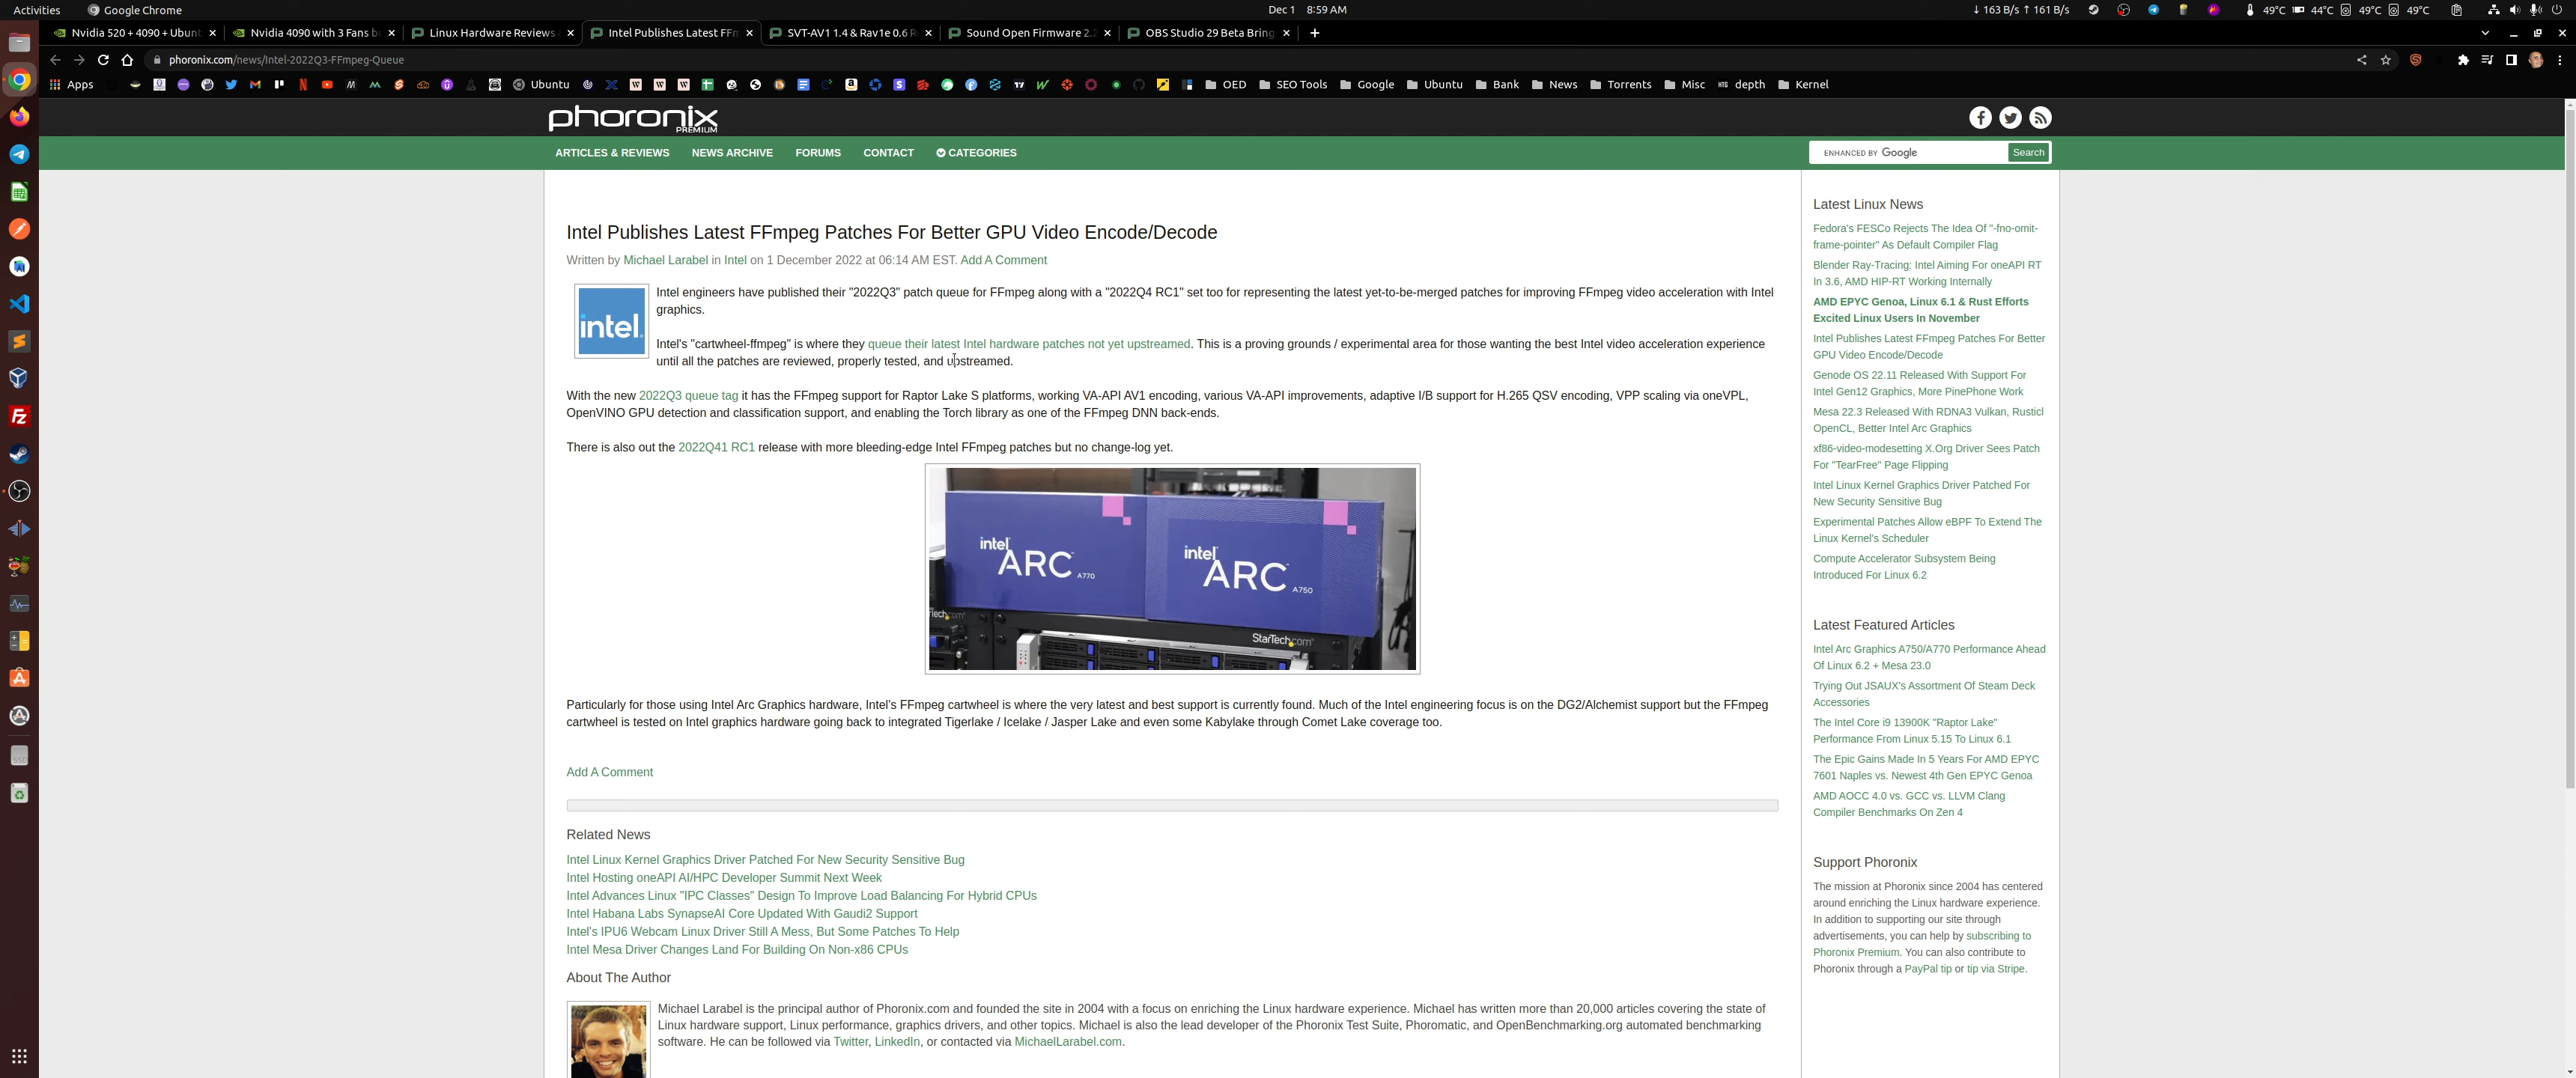 Activities Google Chrome Dec 1 8:59 AM ↓ 163 B/s ↑ 161 B/s 49°C 44°C 49°C 49°C
Nvidia 520 + 4090 + Ubunt Nvidia 4090 with 3 Fans b Linux Hardware Reviews Intel Publishes Latest FFm SVT-AV1 1.4 & Rav1e 0.6 R Sound Open Firmware 2.2 OBS Studio 29 Beta Bring
phoronix.com/news/Intel-2022Q3-FFmpeg-Queue
Apps Ubuntu OED SEO Tools Google Ubuntu Bank News Torrents Misc depth Kernel
phoronix
PREMIUM
ARTICLES & REVIEWS NEWS ARCHIVE FORUMS CONTACT CATEGORIES ENHANCED BY Google Search
Intel Publishes Latest FFmpeg Patches For Better GPU Video Encode/Decode
Written by Michael Larabel in Intel on 1 December 2022 at 06:14 AM EST. Add A Comment
intel.
Intel engineers have published their "2022Q3" patch queue for FFmpeg along with a "2022Q4 RC1" set too for representing the latest yet-to-be-merged patches for improving FFmpeg video acceleration with Intel
graphics.
Intel's "cartwheel-ffmpeg" is where they queue their latest Intel hardware patches not yet upstreamed. This is a proving grounds / experimental area for those wanting the best Intel video acceleration experience
until all the patches are reviewed, properly tested, and upstreamed.
With the new 2022Q3 queue tag it has the FFmpeg support for Raptor Lake S platforms, working VA-API AV1 encoding, various VA-API improvements, adaptive I/B support for H.265 QSV encoding, VPP scaling via oneVPL,
OpenVINO GPU detection and classification support, and enabling the Torch library as one of the FFmpeg DNN back-ends.
There is also out the 2022Q41 RC1 release with more bleeding-edge Intel FFmpeg patches but no change-log yet.
intel
ARC A770
intel
ARC A750
StarTech.com
Particularly for those using Intel Arc Graphics hardware, Intel's FFmpeg cartwheel is where the very latest and best support is currently found. Much of the Intel engineering focus is on the DG2/Alchemist support but the FFmpeg
cartwheel is tested on Intel graphics hardware going back to integrated Tigerlake / Icelake / Jasper Lake and even some Kabylake through Comet Lake coverage too.
Add A Comment
Related News
Intel Linux Kernel Graphics Driver Patched For New Security Sensitive Bug
Intel Hosting oneAPI AI/HPC Developer Summit Next Week
Intel Advances Linux "IPC Classes" Design To Improve Load Balancing For Hybrid CPUs
Intel Habana Labs SynapseAI Core Updated With Gaudi2 Support
Intel's IPU6 Webcam Linux Driver Still A Mess, But Some Patches To Help
Intel Mesa Driver Changes Land For Building On Non-x86 CPUs
About The Author
Michael Larabel is the principal author of Phoronix.com and founded the site in 2004 with a focus on enriching the Linux hardware experience. Michael has written more than 20,000 articles covering the state of
Linux hardware support, Linux performance, graphics drivers, and other topics. Michael is also the lead developer of the Phoronix Test Suite, Phoromatic, and OpenBenchmarking.org automated benchmarking
software. He can be followed via Twitter, LinkedIn, or contacted via MichaelLarabel.com.
Latest Linux News
Fedora's FESCo Rejects The Idea Of "-fno-omit-
frame-pointer" As Default Compiler Flag
Blender Ray-Tracing: Intel Aiming For oneAPI RT
In 3.6, AMD HIP-RT Working Internally
AMD EPYC Genoa, Linux 6.1 & Rust Efforts
Excited Linux Users In November
Intel Publishes Latest FFmpeg Patches For Better
GPU Video Encode/Decode
Genode OS 22.11 Released With Support For
Intel Gen12 Graphics, More PinePhone Work
Mesa 22.3 Released With RDNA3 Vulkan, Rusticl
OpenCL, Better Intel Arc Graphics
xf86-video-modesetting X.Org Driver Sees Patch
For "TearFree" Page Flipping
Intel Linux Kernel Graphics Driver Patched For
New Security Sensitive Bug
Experimental Patches Allow eBPF To Extend The
Linux Kernel's Scheduler
Compute Accelerator Subsystem Being
Introduced For Linux 6.2
Latest Featured Articles
Intel Arc Graphics A750/A770 Performance Ahead
Of Linux 6.2 + Mesa 23.0
Trying Out JSAUX's Assortment Of Steam Deck
Accessories
The Intel Core i9 13900K "Raptor Lake"
Performance From Linux 5.15 To Linux 6.1
The Epic Gains Made In 5 Years For AMD EPYC
7601 Naples vs. Newest 4th Gen EPYC Genoa
AMD AOCC 4.0 vs. GCC vs. LLVM Clang
Compiler Benchmarks On Zen 4
Support Phoronix
The mission at Phoronix since 2004 has centered
around enriching the Linux hardware experience.
In addition to supporting our site through
advertisements, you can help by subscribing to
Phoronix Premium. You can also contribute to
Phoronix through a PayPal tip or tip via Stripe.